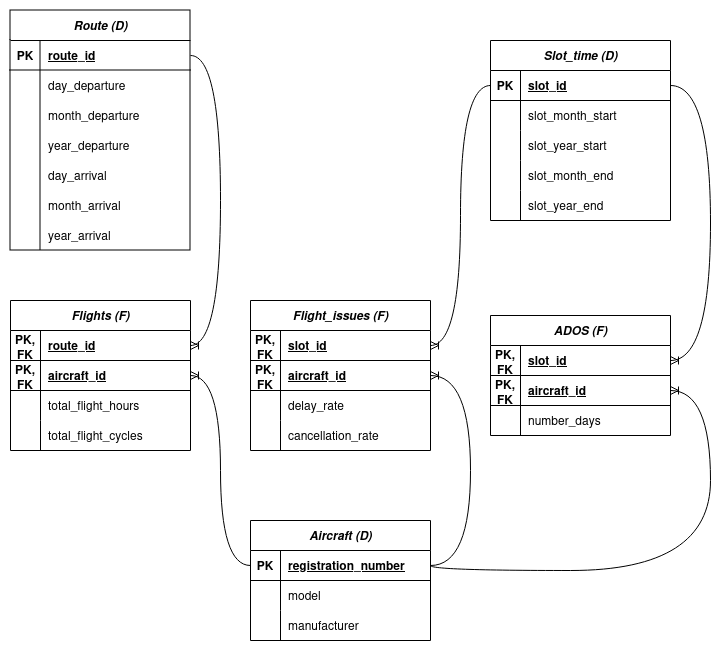 Route (D)
PK route_id
day_departure
month_departure
year_departure
day_arrival
month_arrival
year_arrival
Slot_time (D)
PK slot_id
slot_month_start
slot_year_start
slot_month_end
slot_year_end
Flights (F)
PK,
FK route_id
PK,
FK aircraft_id
total_flight_hours
total_flight_cycles
Flight_issues (F)
PK,
FK slot_id
PK,
FK aircraft_id
delay_rate
cancellation_rate
ADOS (F)
PK,
FK slot_id
PK,
FK aircraft_id
number_days
Aircraft (D)
PK registration_number
model
manufacturer